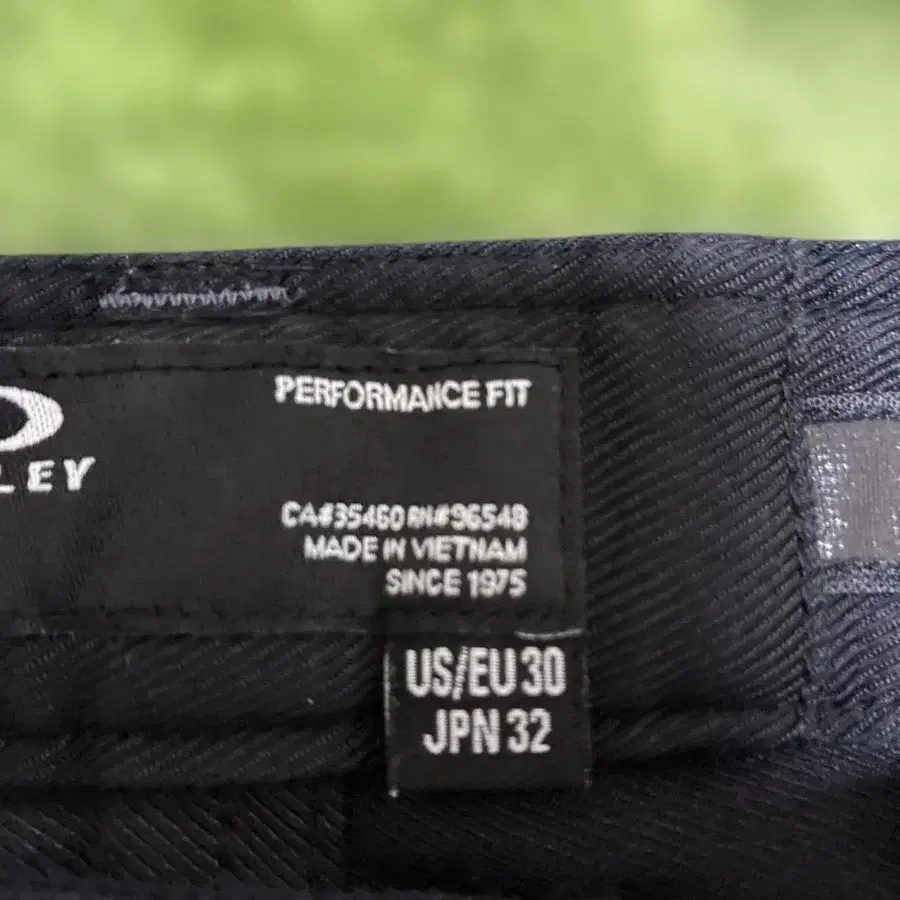 PERFORMANCE FIT
LEY
CA#35460 RN#96548
MADE IN VIETNAM
SINCE 1975
US/EU 30
JPN 32